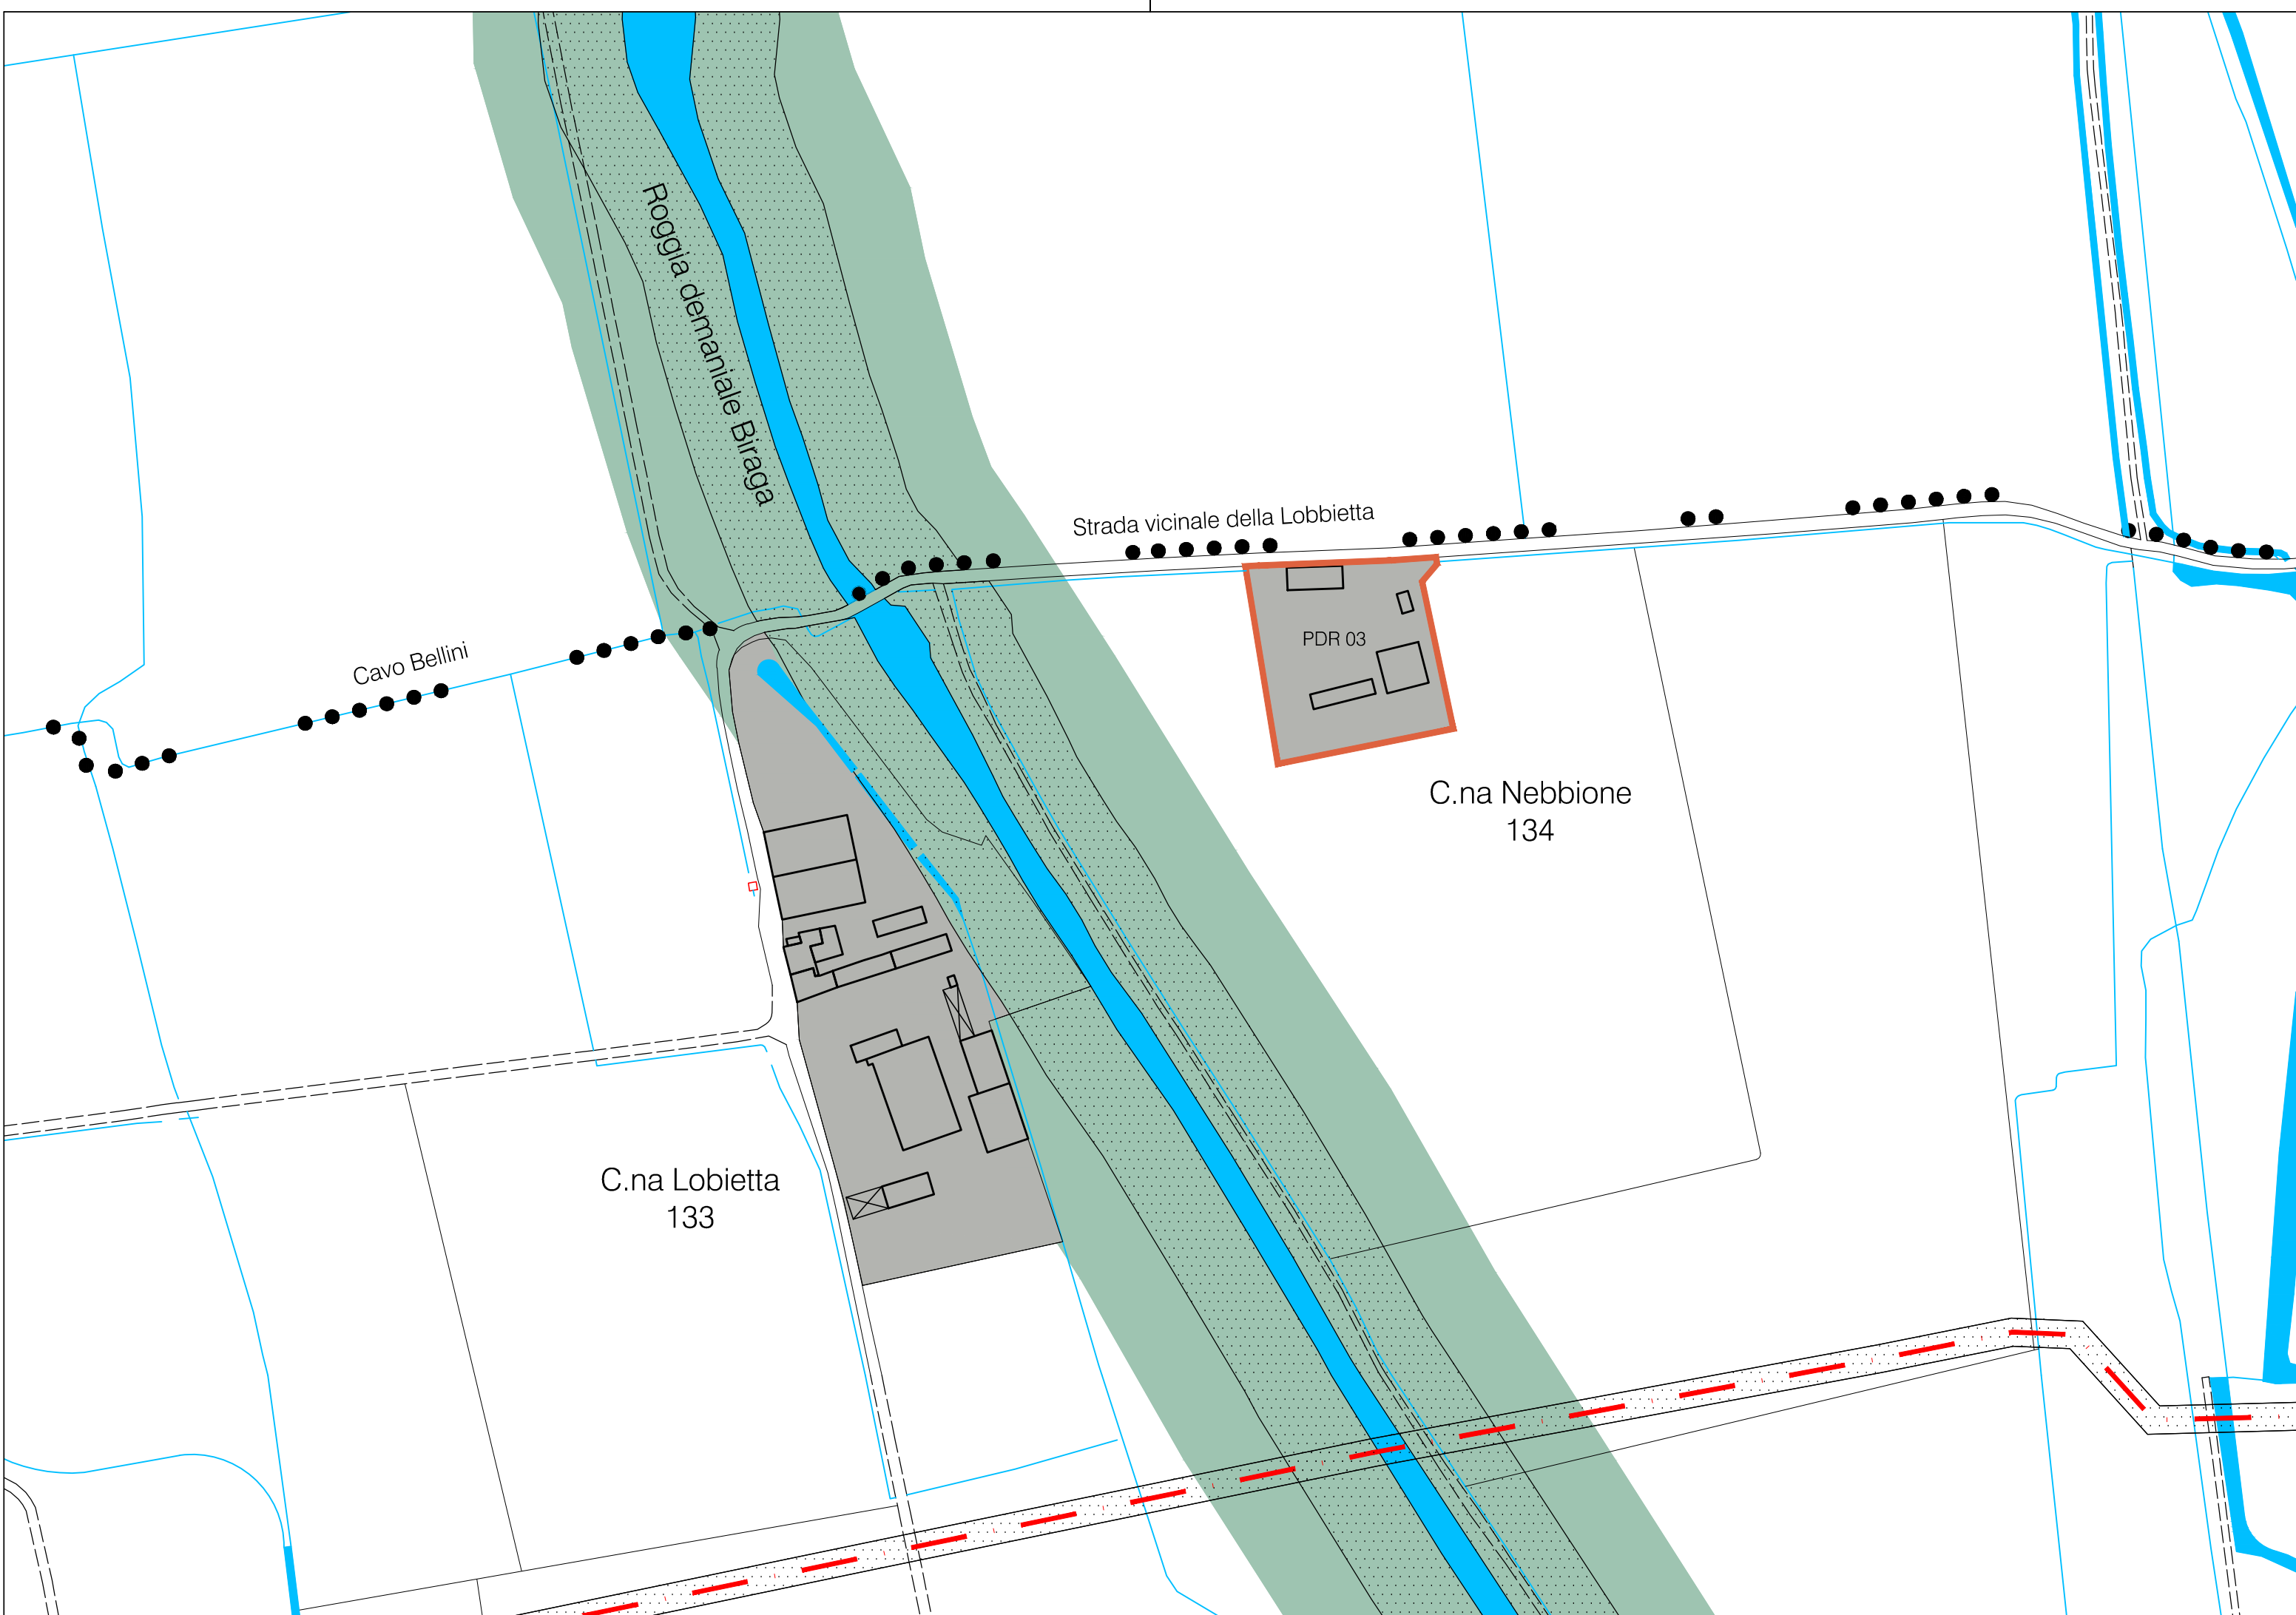 Roggia demaniale Biraga
Strada vicinale della Lobbietta
Cavo Bellini
PDR 03
C.na Nebbione
134
C.na Lobietta
133